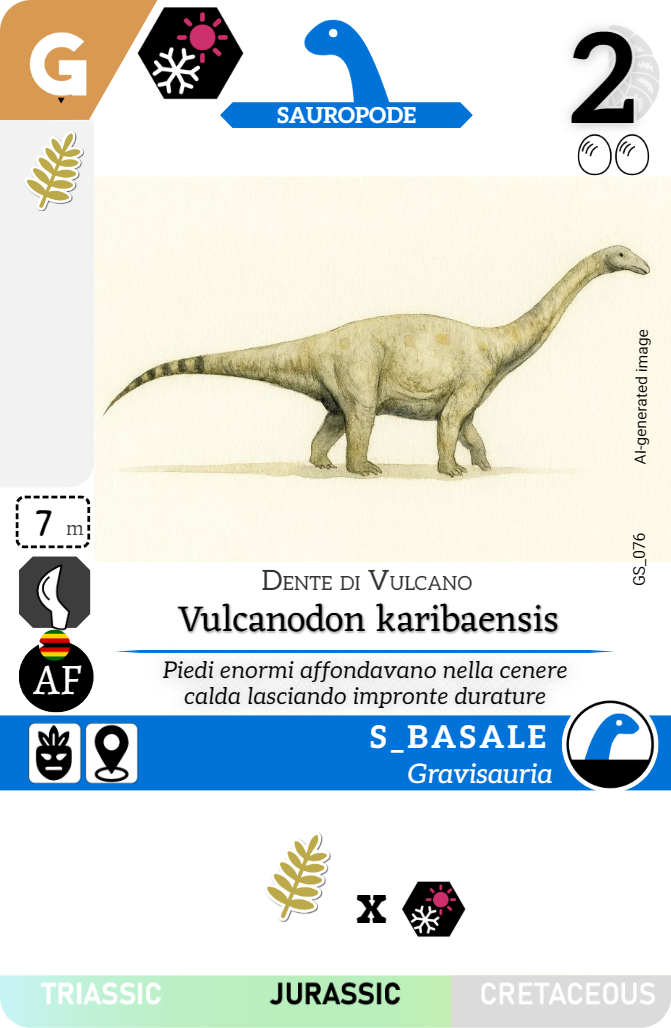 G
SAUROPODE
2
AI-generated image
GS_076
7 m
DENTE DI VULCANO
Vulcanodon karibaensis
AF
Piedi enormi affondavano nella cenere
calda lasciando impronte durature
S_BASALE
Gravisauria
x
TRIASSIC JURASSIC CRETACEOUS